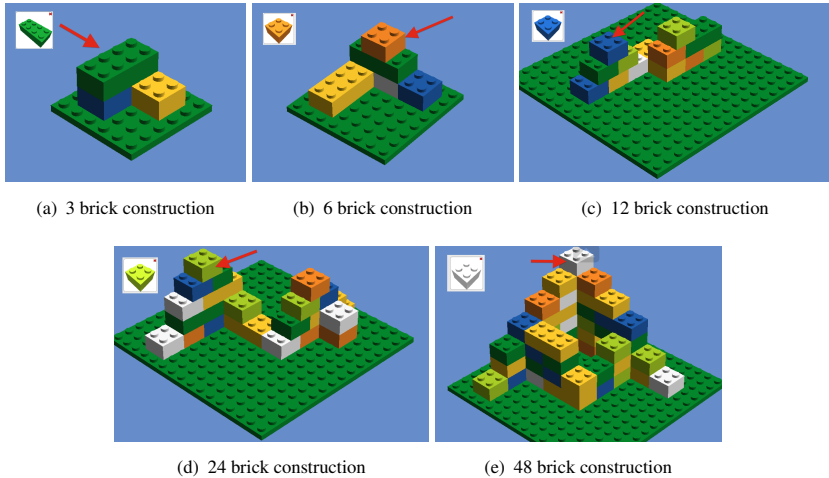 (a) 3 brick construction
(b) 6 brick construction
(c) 12 brick construction
(d) 24 brick construction
(e) 48 brick construction